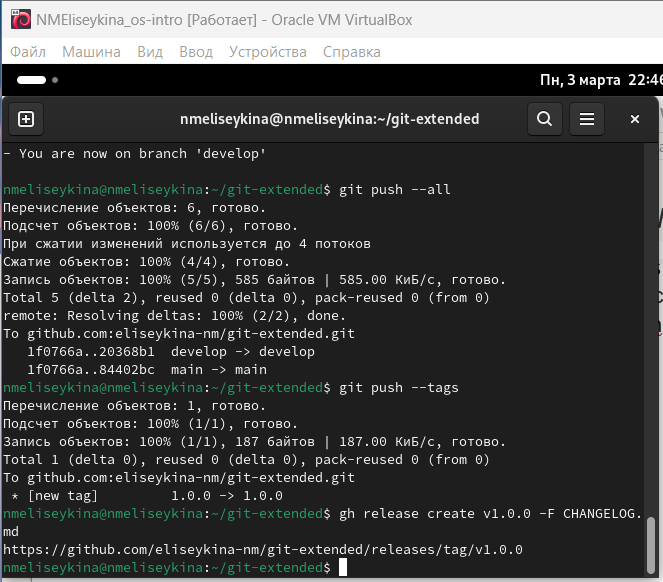 NMEliseykina_os-intro [Работает] - Oracle VM VirtualBox
Файл Машина Вид Ввод Устройства Справка
Пн, 3 марта 22:46
nmeliseykina@nmeliseykina:~/git-extended
- You are now on branch 'develop'
nmeliseykina@nmeliseykina:~/git-extended$ git push --all
Перечисление объектов: 6, готово.
Подсчет объектов: 100% (6/6), готово.
При сжатии изменений используется до 4 потоков
Сжатие объектов: 100% (4/4), готово.
Запись объектов: 100% (5/5), 585 байтов | 585.00 КиБ/с, готово.
Total 5 (delta 2), reused 0 (delta 0), pack-reused 0 (from 0)
remote: Resolving deltas: 100% (2/2), done.
To github.com:eliseykina-nm/git-extended.git
   1f0766a..20368b1  develop -> develop
   1f0766a..84402bc  main -> main
nmeliseykina@nmeliseykina:~/git-extended$ git push --tags
Перечисление объектов: 1, готово.
Подсчет объектов: 100% (1/1), готово.
Запись объектов: 100% (1/1), 187 байтов | 187.00 КиБ/с, готово.
Total 1 (delta 0), reused 0 (delta 0), pack-reused 0 (from 0)
To github.com:eliseykina-nm/git-extended.git
 * [new tag]         1.0.0 -> 1.0.0
nmeliseykina@nmeliseykina:~/git-extended$ gh release create v1.0.0 -F CHANGELOG.
md
https://github.com/eliseykina-nm/git-extended/releases/tag/v1.0.0
nmeliseykina@nmeliseykina:~/git-extended$